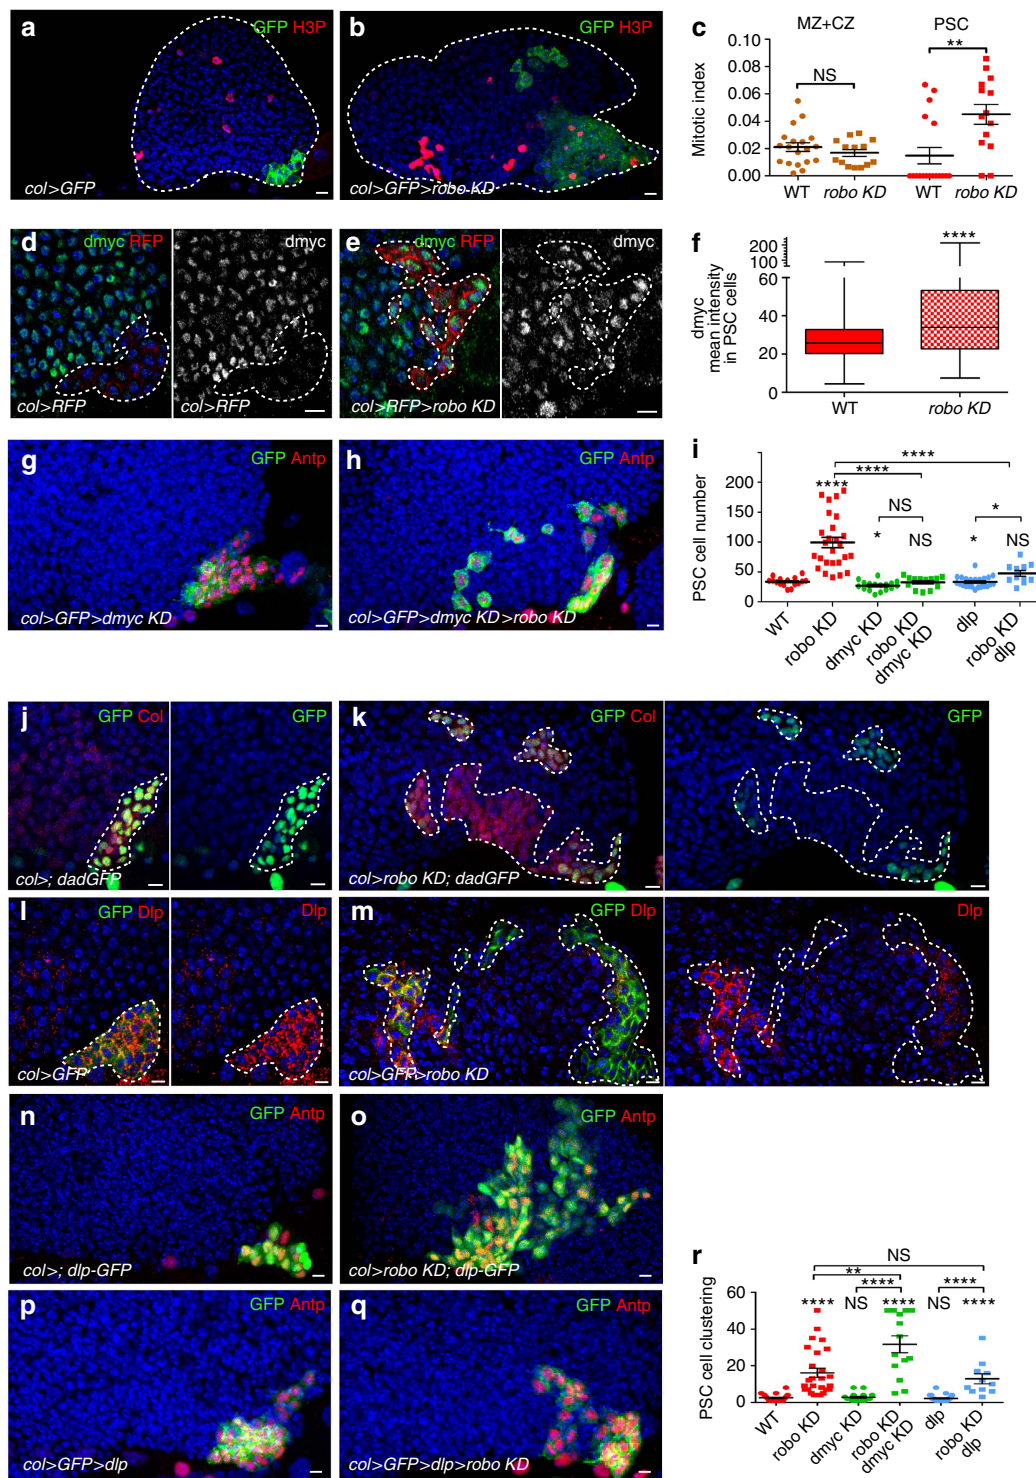 a
GFP H3P
col>GFP
b
GFP H3P
col>GFP>robo KD
c
MZ+CZ
PSC
Mitotic index
0.10
0.08
0.06
0.04
0.02
0.00
NS
**
WT
robo KD
WT
robo KD
d
dmyc RFP
dmyc
col>RFP
col>RFP
e
dmyc RFP
dmyc
col>RFP>robo KD
f
dmyc
mean intensity
in PSC cells
200
100
60
40
20
0
****
WT
robo KD
g
GFP Antp
col>GFP>dmyc KD
h
GFP Antp
col>GFP>dmyc KD>robo KD
i
PSC cell number
200
150
100
50
0
****
****
****
NS
*
*
NS
*
NS
WT
robo KD
dmyc KD
robo KD
dmyc KD
dlp
robo KD
dlp
j
GFP Col
GFP
col>; dadGFP
k
GFP Col
GFP
col>robo KD; dadGFP
l
GFP Dlp
Dlp
col>GFP
m
GFP Dlp
Dlp
col>GFP>robo KD
n
GFP Antp
col>; dlp-GFP
o
GFP Antp
col>robo KD; dlp-GFP
p
GFP Antp
col>GFP>dlp
q
GFP Antp
col>GFP>dlp>robo KD
r
PSC cell clustering
60
40
20
0
NS
**
****
****
****
NS
****
NS
****
WT
robo KD
dmyc KD
robo KD
dmyc KD
dlp
robo KD
dlp